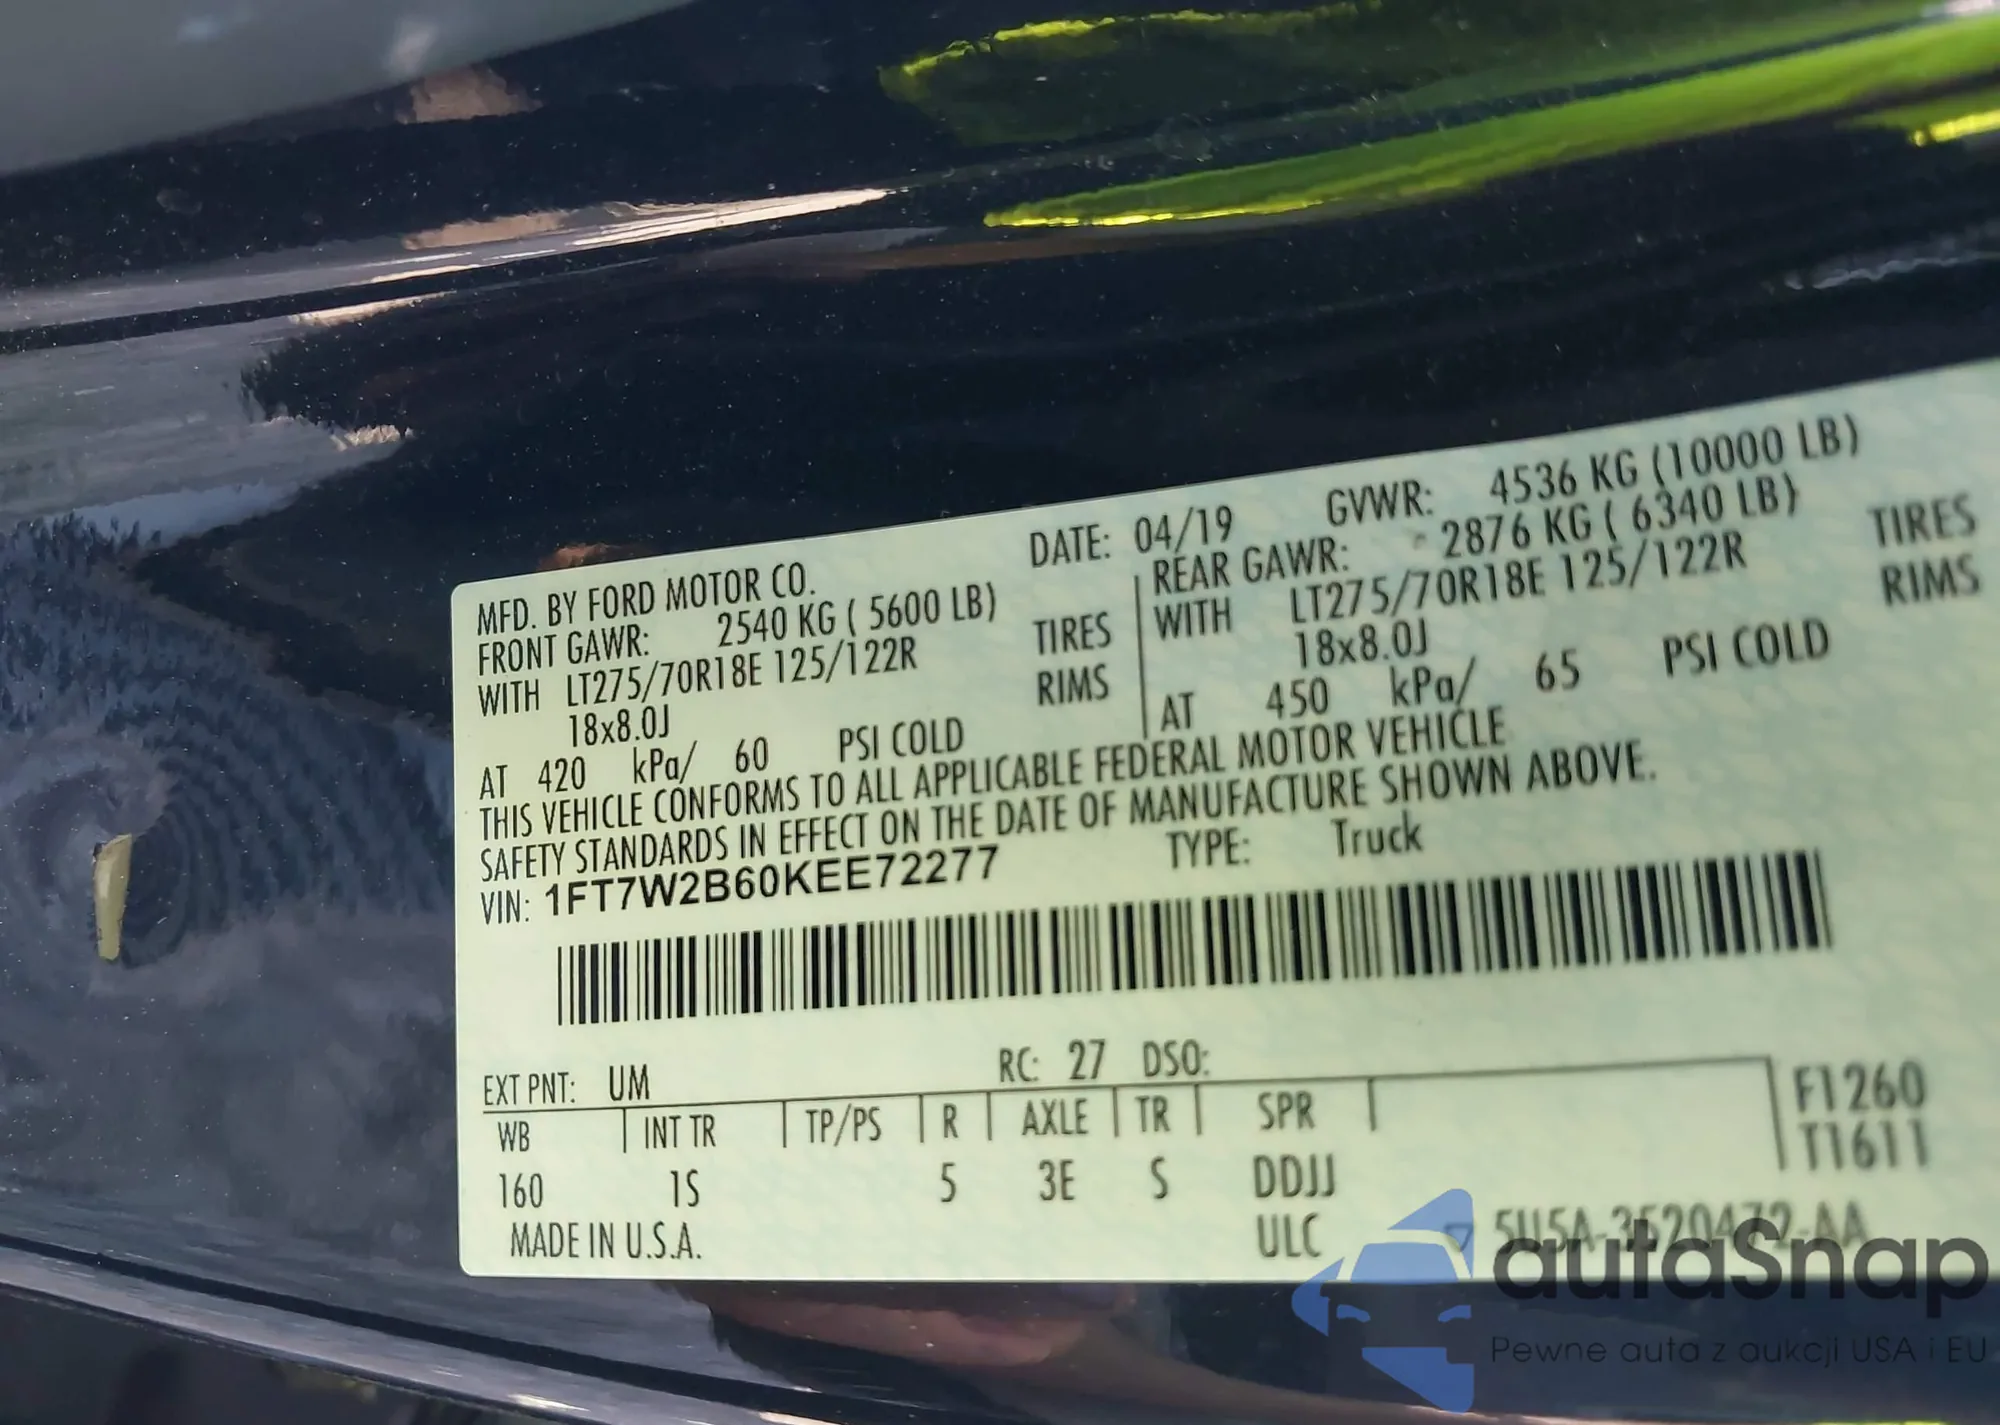 MFD. BY FORD MOTOR CO. DATE: 04/19 GVWR: 4536 KG (10000 LB)
FRONT GAWR: 2540 KG ( 5600 LB) REAR GAWR: 2876 KG ( 6340 LB)
WITH LT275/70R18E 125/122R TIRES WITH LT275/70R18E 125/122R TIRES
18x8.0J RIMS 18x8.0J RIMS
AT 420 kPa/ 60 PSI COLD AT 450 kPa/ 65 PSI COLD
THIS VEHICLE CONFORMS TO ALL APPLICABLE FEDERAL MOTOR VEHICLE
SAFETY STANDARDS IN EFFECT ON THE DATE OF MANUFACTURE SHOWN ABOVE.
VIN: 1FT7W2B60KEE72277 TYPE: Truck
EXT PNT: UM RC: 27 DSO:
WB INT TR TP/PS R AXLE TR SPR F1260
T1611
160 1S 5 3E S DDJJ
MADE IN U.S.A. ULC 5U5A-3520472-AA
autaSnap
Pewne auta z aukcji USA i EU